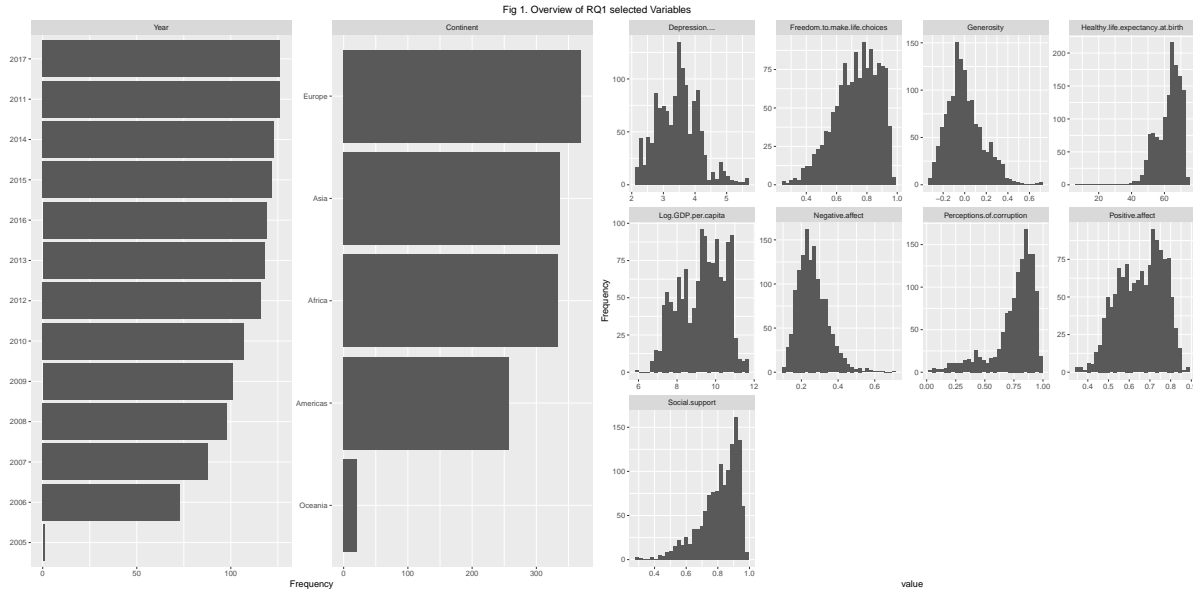 Fig 1. Overview of RQ1 selected Variables
Year
2017
2011
2014
2015
2016
2013
2012
2010
2009
2008
2007
2006
2005
0 50 100
Continent
Europe
Asia
Africa
Americas
Oceania
0 100 200 300
Frequency
Frequency
Depression....
0 50 100
2 3 4 5
Freedom.to.make.life.choices
0 25 50 75
0.4 0.6 0.8 1.0
Generosity
0 50 100 150
−0.2 0.0 0.2 0.4 0.6
Healthy.life.expectancy.at.birth
0 50 100 150 200
20 40 60
Log.GDP.per.capita
0 25 50 75 100
6 8 10 12
Negative.affect
0 50 100 150
0.2 0.4 0.6
Perceptions.of.corruption
0 50 100 150
0.00 0.25 0.50 0.75 1.00
Positive.affect
0 25 50 75
0.4 0.5 0.6 0.7 0.8 0.9
Social.support
0 50 100 150
0.4 0.6 0.8 1.0
value